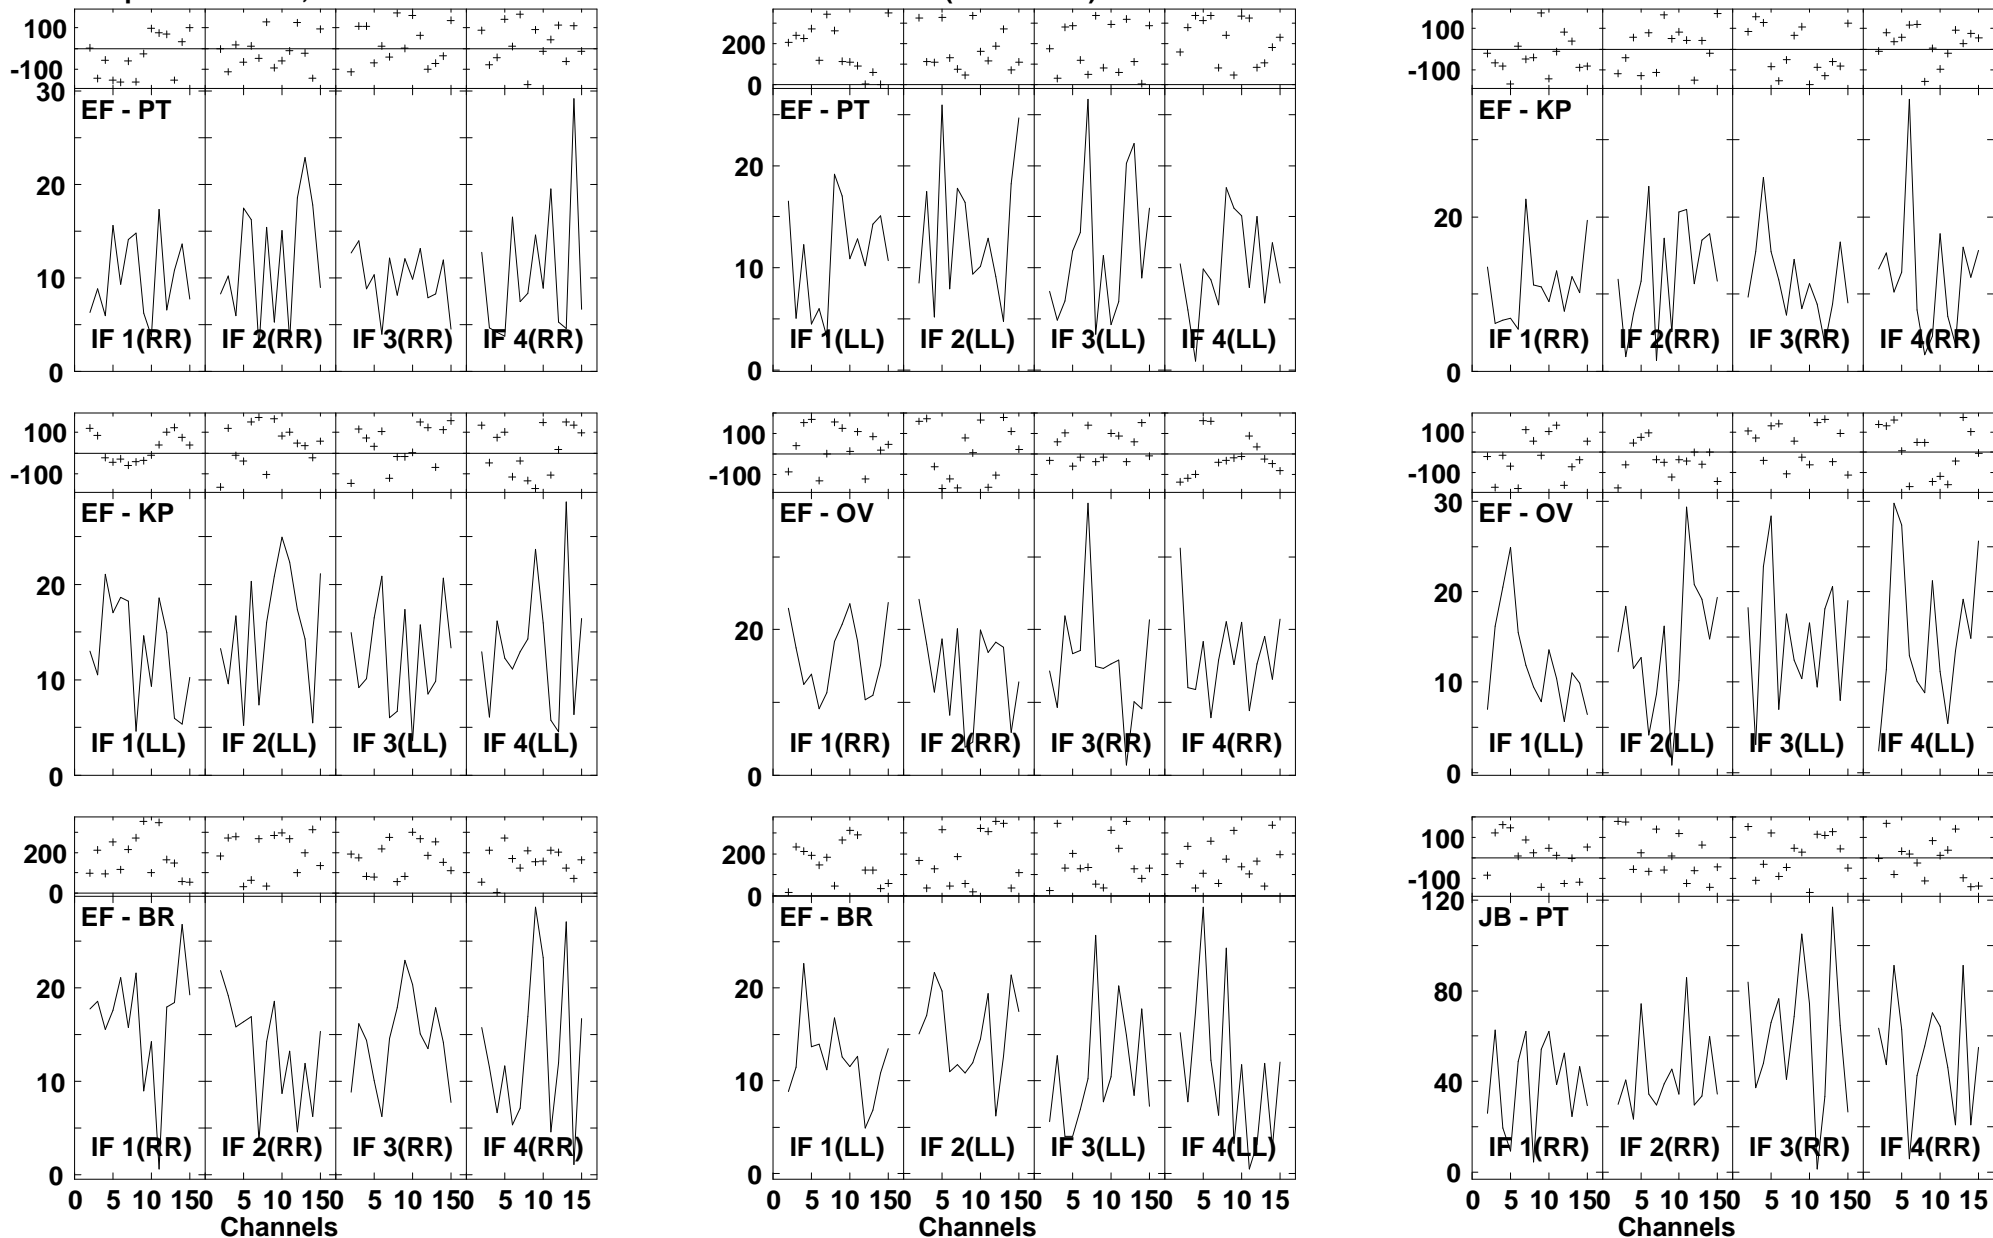 100
-100
30
EF - PT
20
10
IF 1(RR) IF 2(RR) IF 3(RR) IF 4(RR)
0
200
0
EF - PT
20
10
IF 1(LL) IF 2(LL) IF 3(LL) IF 4(LL)
0
100
-100
EF - KP
20
IF 1(RR) IF 2(RR) IF 3(RR) IF 4(RR)
0
100
-100
EF - KP
20
10
IF 1(LL) IF 2(LL) IF 3(LL) IF 4(LL)
0
100
-100
EF - OV
20
IF 1(RR) IF 2(RR) IF 3(RR) IF 4(RR)
0
100
-100
30
EF - OV
20
10
IF 1(LL) IF 2(LL) IF 3(LL) IF 4(LL)
0
200
0
EF - BR
20
10
IF 1(RR) IF 2(RR) IF 3(RR) IF 4(RR)
0
0 5 10 150 5 10 150 5 10 150 5 10 15
Channels
200
0
EF - BR
20
10
IF 1(LL) IF 2(LL) IF 3(LL) IF 4(LL)
0
0 5 10 150 5 10 150 5 10 150 5 10 15
Channels
100
-100
120
JB - PT
80
40
IF 1(RR) IF 2(RR) IF 3(RR) IF 4(RR)
0
0 5 10 150 5 10 150 5 10 150 5 10 15
Channels